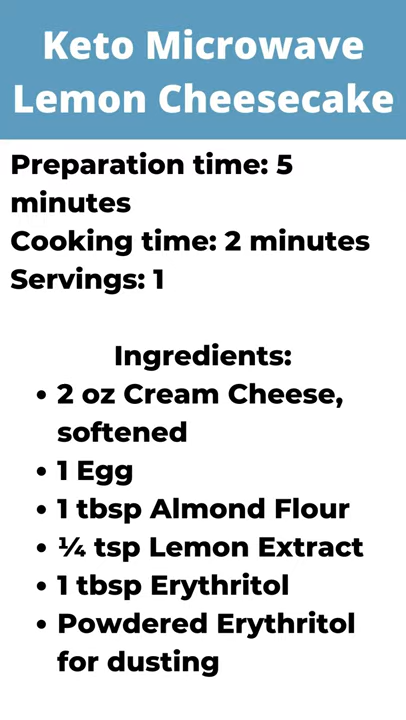 Keto Microwave
Lemon Cheesecake
Preparation time: 5
minutes
Cooking time: 2 minutes
Servings: 1
Ingredients:
• 2 oz Cream Cheese,
softened
• 1 Egg
• 1 tbsp Almond Flour
• ¼ tsp Lemon Extract
• 1 tbsp Erythritol
• Powdered Erythritol
for dusting